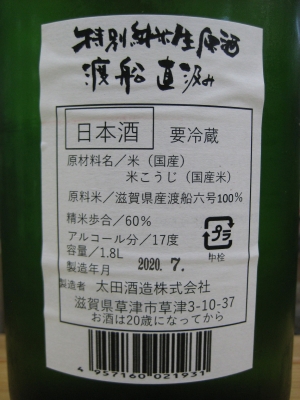 特別純米生原酒
渡船 直汲み
日本酒 要冷蔵
原材料名／米（国産）
米こうじ（国産米）
原料米／滋賀県産渡船六号100%
精米歩合／60%
アルコール分／17度
容量／1.8L
プラ
中栓
製造年月 2020.7.
製造者 太田酒造株式会社
滋賀県草津市草津3-10-37
お酒は20歳になってから
4 957160 021931